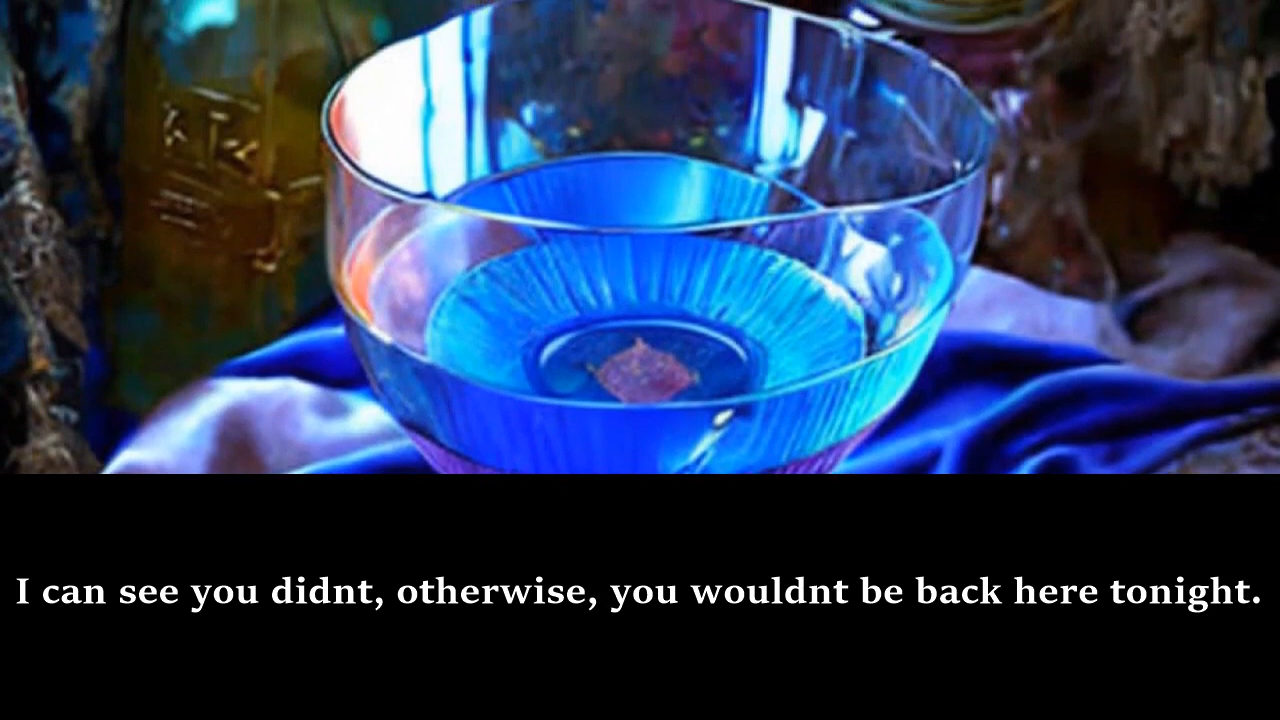 I can see you didnt, otherwise, you wouldnt be back here tonight.